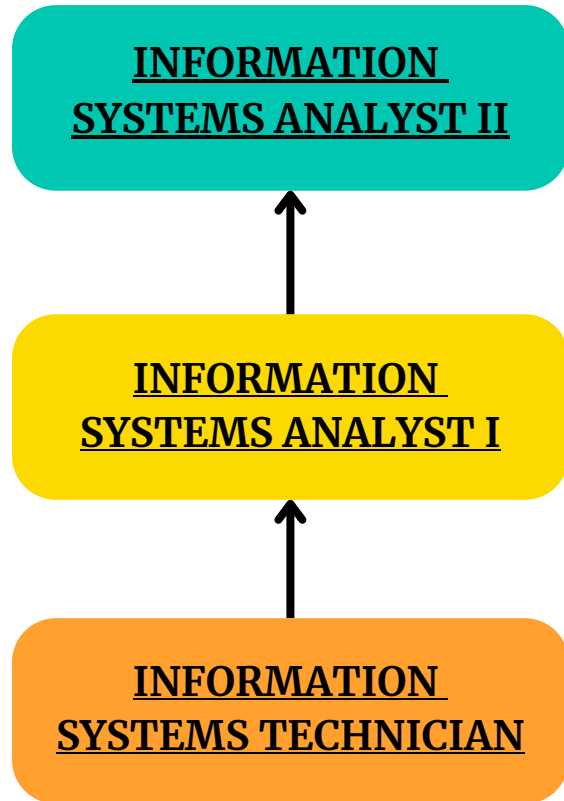 INFORMATION
SYSTEMS ANALYST II
INFORMATION
SYSTEMS ANALYST I
INFORMATION
SYSTEMS TECHNICIAN